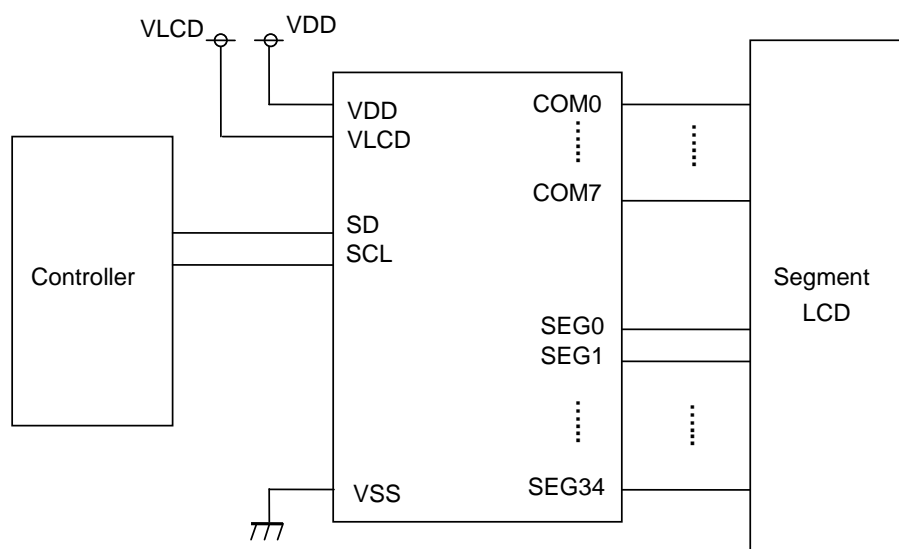 VLCD
VDD
VDD
VLCD
SD
SCL
VSS
COM0
COM7
SEG0
SEG1
SEG34
Controller
Segment
LCD